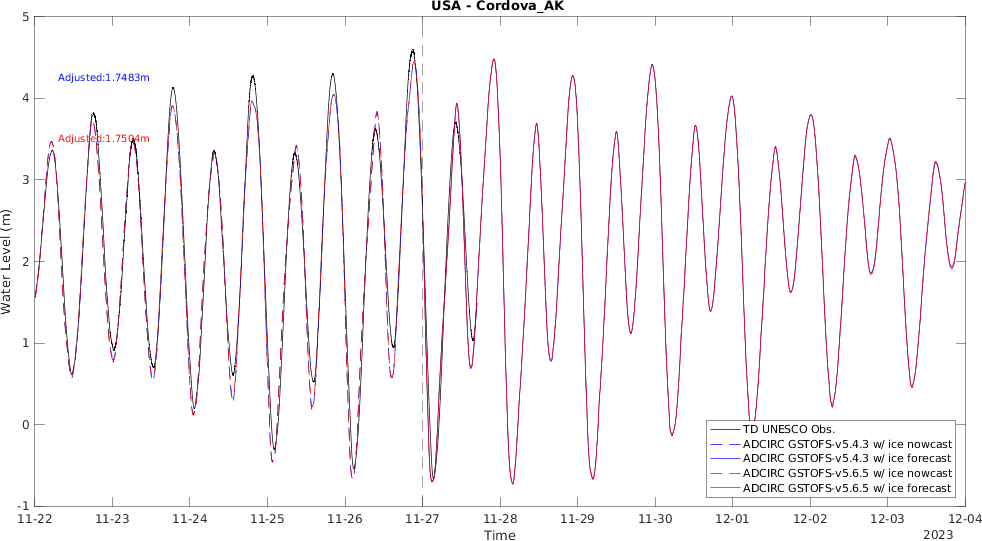 USA - Cordova_AK
5
4
3
2
1
0
-1
Water Level (m)
Adjusted:1.7483m
Adjusted:1.7504m
TD UNESCO Obs.
ADCIRC GSTOFS-v5.4.3 w/ ice nowcast
ADCIRC GSTOFS-v5.4.3 w/ ice forecast
ADCIRC GSTOFS-v5.6.5 w/ ice nowcast
ADCIRC GSTOFS-v5.6.5 w/ ice forecast
11-22 11-23 11-24 11-25 11-26 11-27 11-28 11-29 11-30 12-01 12-02 12-03 12-04
Time
2023